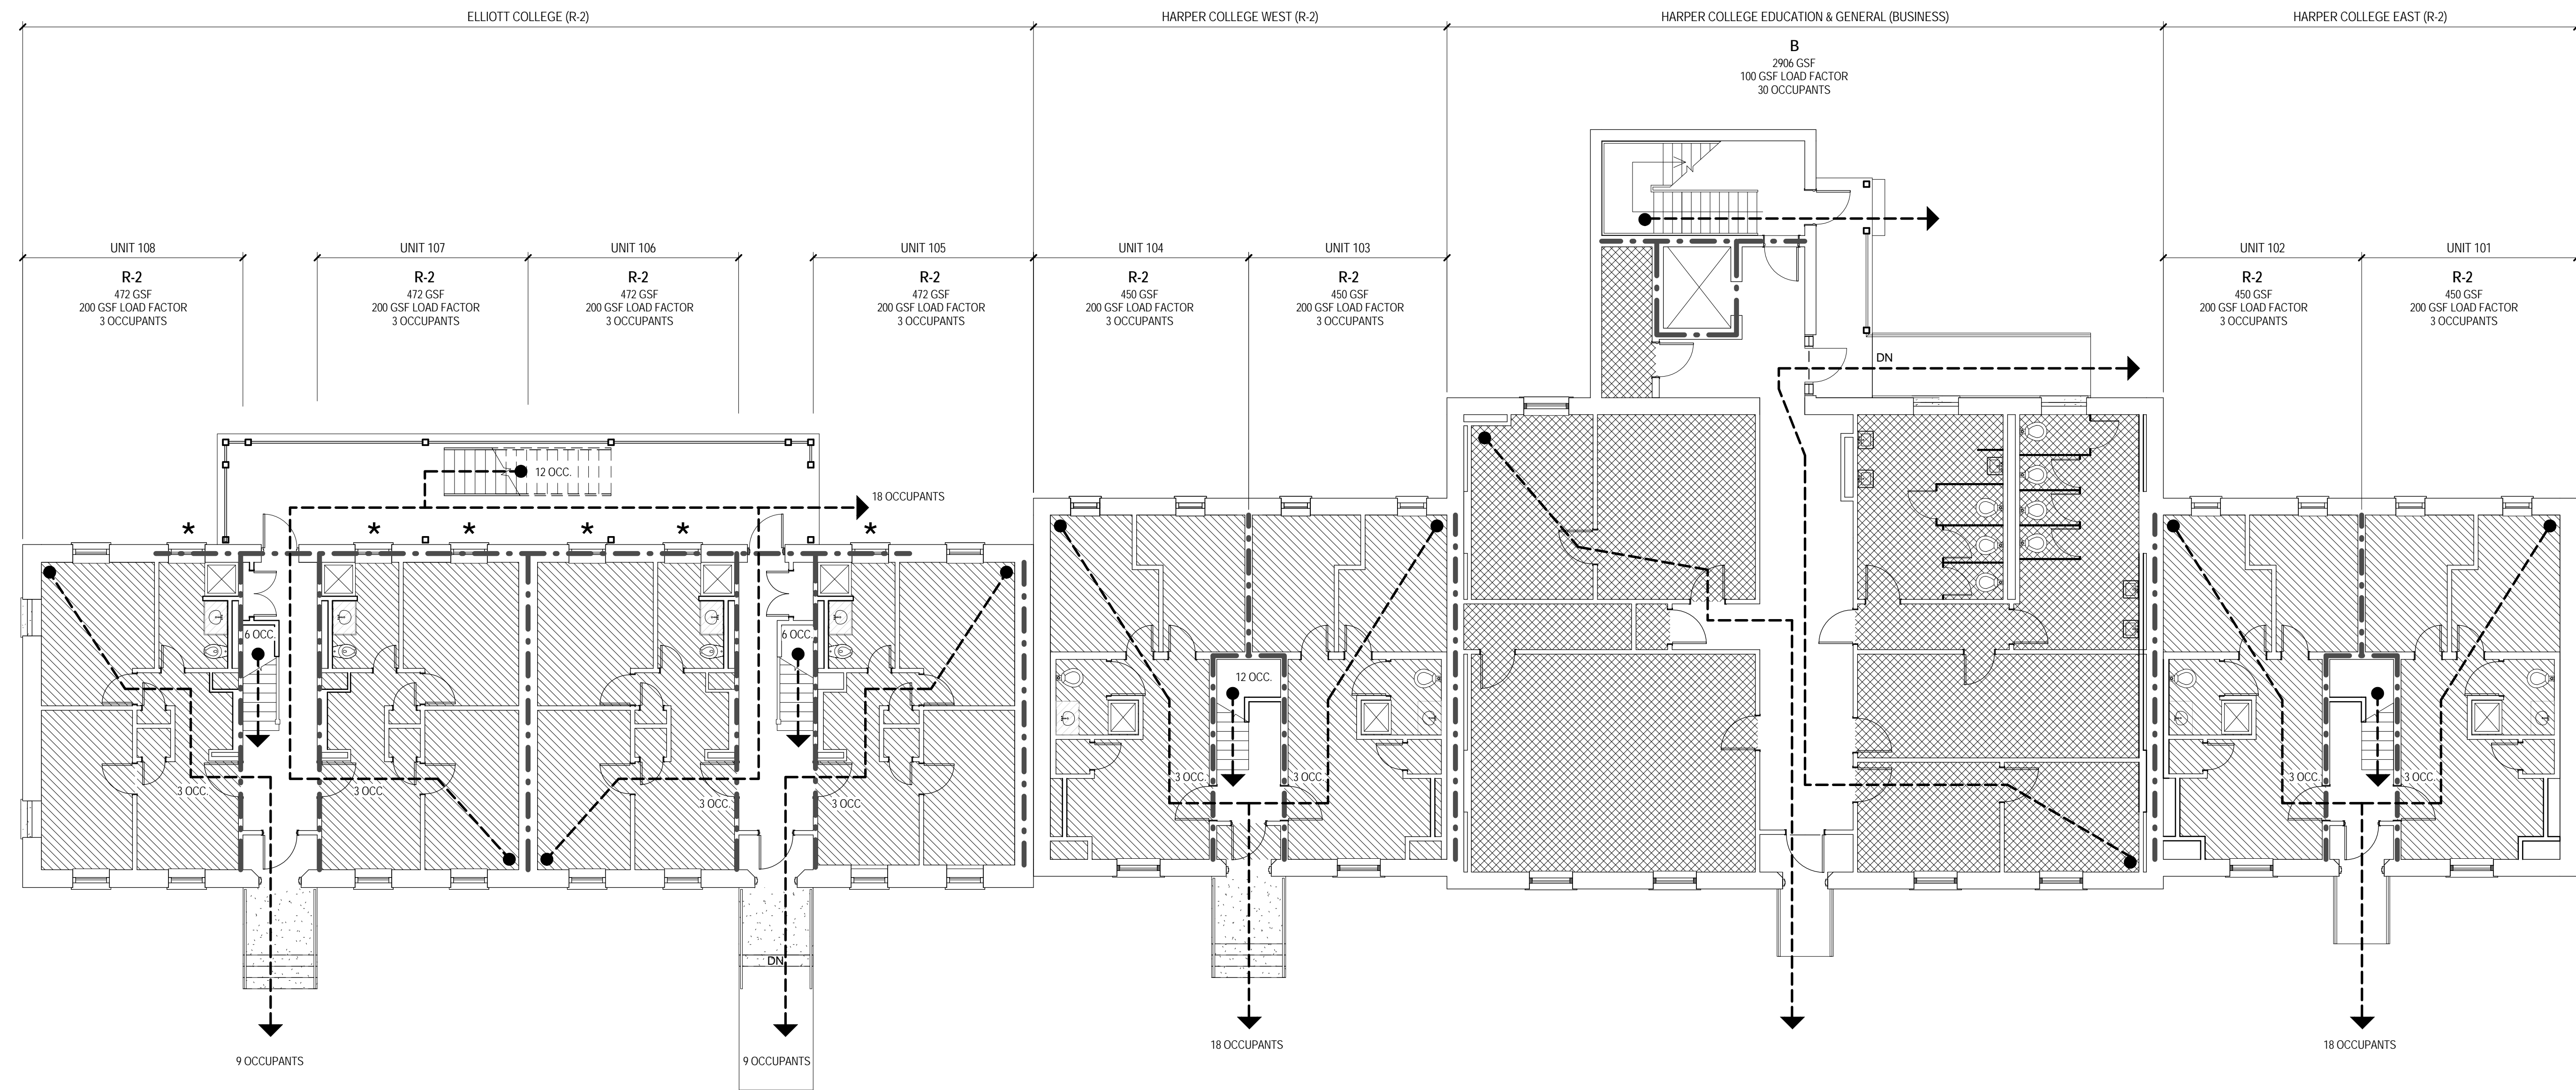 ELLIOTT COLLEGE (R-2)
HARPER COLLEGE WEST (R-2)
HARPER COLLEGE EDUCATION & GENERAL (BUSINESS)
HARPER COLLEGE EAST (R-2)
B
2906 GSF
100 GSF LOAD FACTOR
30 OCCUPANTS
UNIT 108
R-2
472 GSF
200 GSF LOAD FACTOR
3 OCCUPANTS
UNIT 107
R-2
472 GSF
200 GSF LOAD FACTOR
3 OCCUPANTS
UNIT 106
R-2
472 GSF
200 GSF LOAD FACTOR
3 OCCUPANTS
UNIT 105
R-2
472 GSF
200 GSF LOAD FACTOR
3 OCCUPANTS
UNIT 104
R-2
450 GSF
200 GSF LOAD FACTOR
3 OCCUPANTS
UNIT 103
R-2
450 GSF
200 GSF LOAD FACTOR
3 OCCUPANTS
UNIT 102
R-2
450 GSF
200 GSF LOAD FACTOR
3 OCCUPANTS
UNIT 101
R-2
450 GSF
200 GSF LOAD FACTOR
3 OCCUPANTS
DN
12 OCC.
18 OCCUPANTS
* * * * * *
6 OCC.
6 OCC.
12 OCC.
3 OCC.
3 OCC.
3 OCC.
3 OCC.
3 OCC.
3 OCC.
3 OCC.
3 OCC.
DN
9 OCCUPANTS
9 OCCUPANTS
18 OCCUPANTS
18 OCCUPANTS